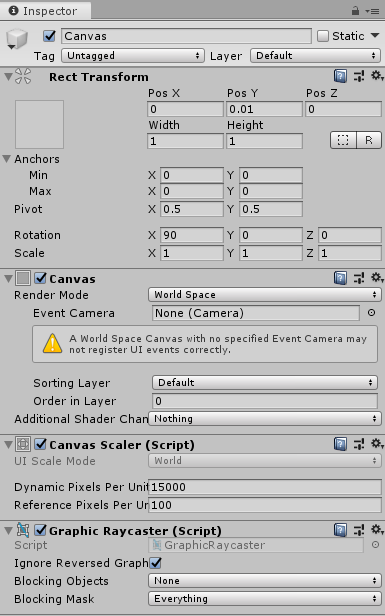 Inspector
Canvas Static
Tag Untagged Layer Default
Rect Transform
Pos X Pos Y Pos Z
0 0.01 0
Width Height
1 1 R
Anchors
Min X 0 Y 0
Max X 0 Y 0
Pivot X 0.5 Y 0.5
Rotation X 90 Y 0 Z 0
Scale X 1 Y 1 Z 1
Canvas
Render Mode World Space
Event Camera None (Camera)
A World Space Canvas with no specified Event Camera may
not register UI events correctly.
Sorting Layer Default
Order in Layer 0
Additional Shader Chan Nothing
Canvas Scaler (Script)
UI Scale Mode World
Dynamic Pixels Per Unit 15000
Reference Pixels Per Un 100
Graphic Raycaster (Script)
Script GraphicRaycaster
Ignore Reversed Graph
Blocking Objects None
Blocking Mask Everything